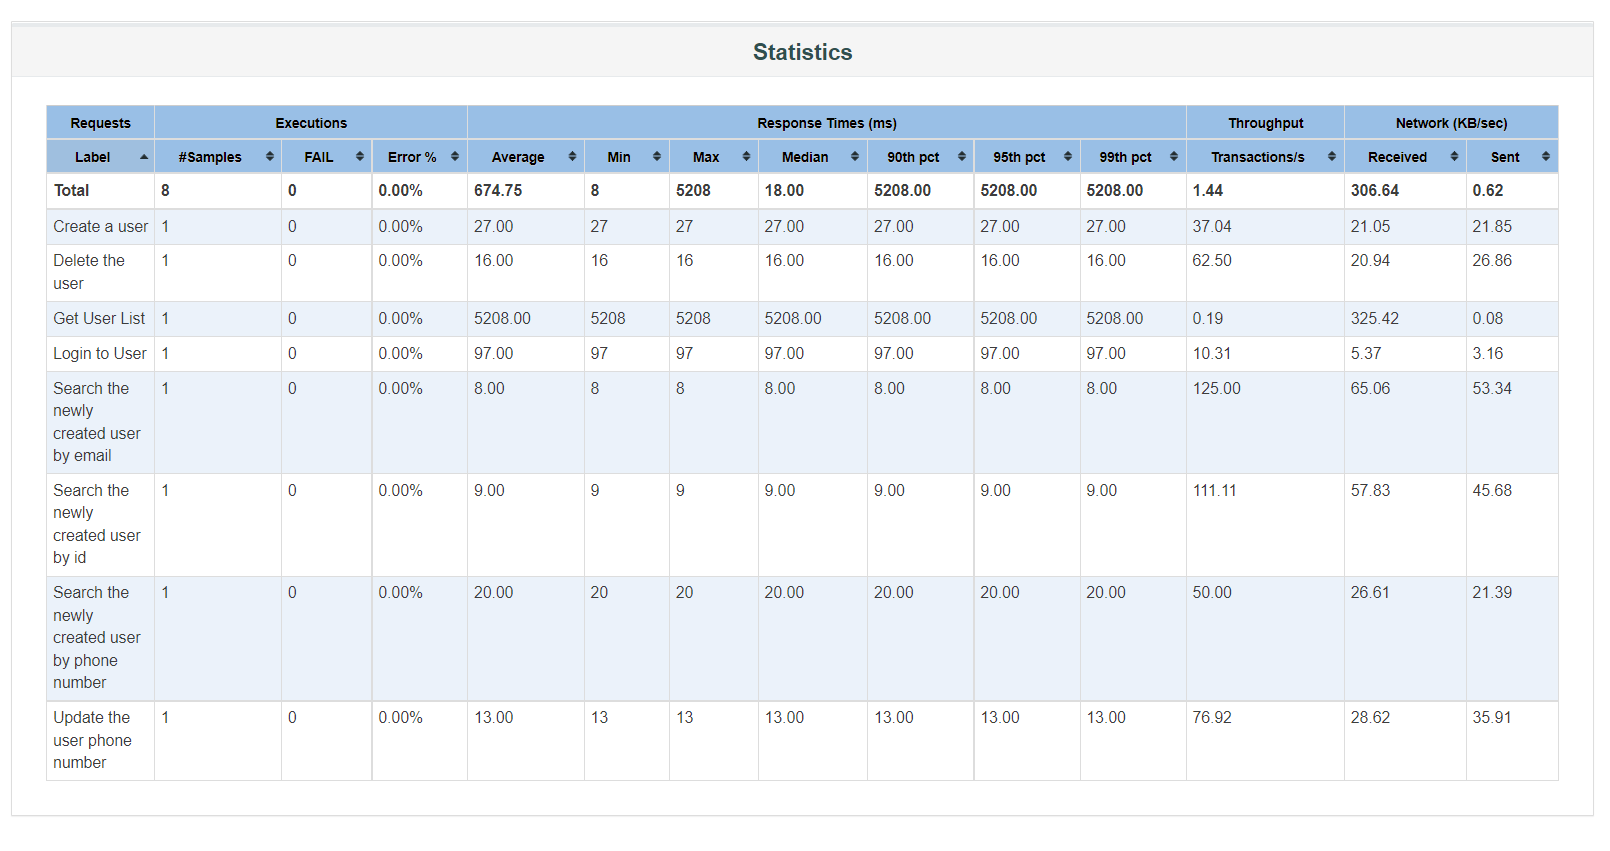 Statistics
Requests Executions Response Times (ms) Throughput Network (KB/sec)
Label #Samples FAIL Error % Average Min Max Median 90th pct 95th pct 99th pct Transactions/s Received Sent
Total 8 0 0.00% 674.75 8 5208 18.00 5208.00 5208.00 5208.00 1.44 306.64 0.62
Create a user 1 0 0.00% 27.00 27 27 27.00 27.00 27.00 27.00 37.04 21.05 21.85
Delete the 1 0 0.00% 16.00 16 16 16.00 16.00 16.00 16.00 62.50 20.94 26.86
user
Get User List 1 0 0.00% 5208.00 5208 5208 5208.00 5208.00 5208.00 5208.00 0.19 325.42 0.08
Login to User 1 0 0.00% 97.00 97 97 97.00 97.00 97.00 97.00 10.31 5.37 3.16
Search the 1 0 0.00% 8.00 8 8 8.00 8.00 8.00 8.00 125.00 65.06 53.34
newly
created user
by email
Search the 1 0 0.00% 9.00 9 9 9.00 9.00 9.00 9.00 111.11 57.83 45.68
newly
created user
by id
Search the 1 0 0.00% 20.00 20 20 20.00 20.00 20.00 20.00 50.00 26.61 21.39
newly
created user
by phone
number
Update the 1 0 0.00% 13.00 13 13 13.00 13.00 13.00 13.00 76.92 28.62 35.91
user phone
number